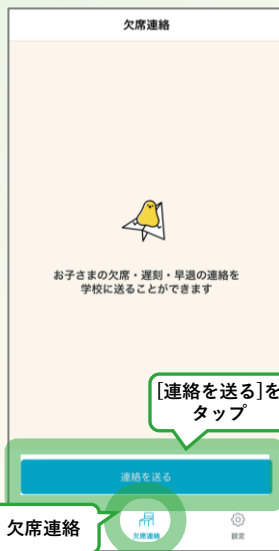 欠席連絡
お子さまの欠席・遅刻・早退の連絡を
学校に送ることができます
[連絡を送る]を
タップ
連絡を送る
欠席連絡
欠席連絡
設定